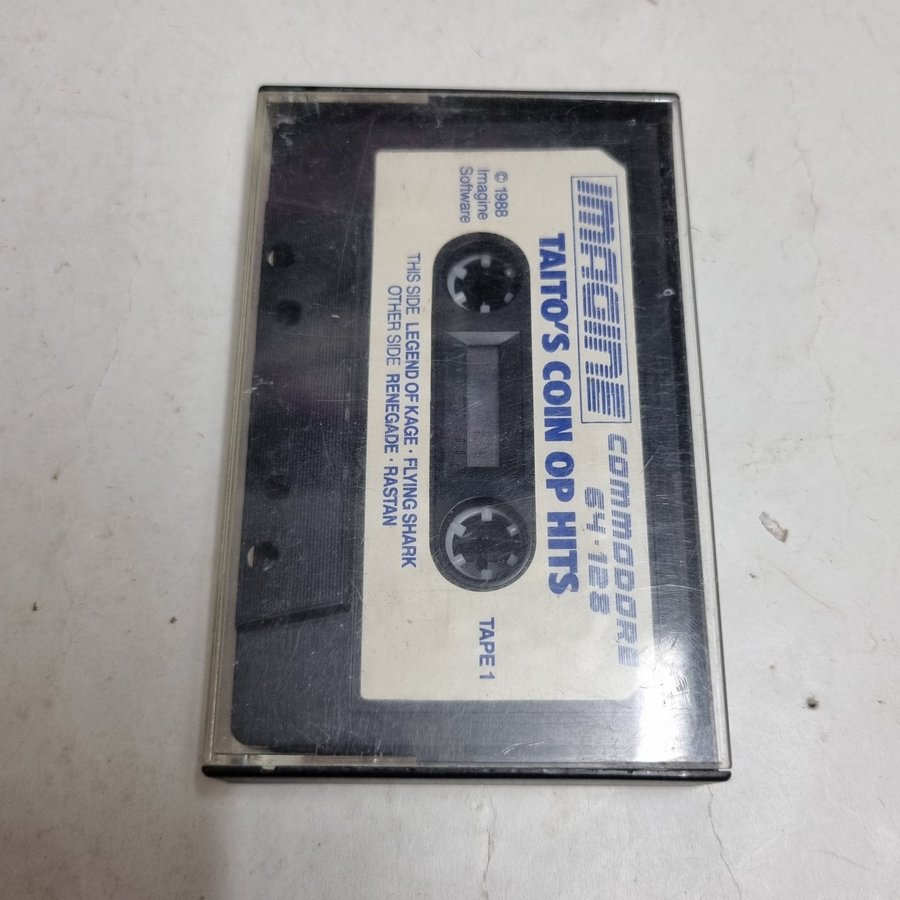 IMAGINE
COMMODORE
64·128
TAITO'S COIN OP HITS
© 1988
Imagine
Software
TAPE 1
THIS SIDE LEGEND OF KAGE · FLYING SHARK
OTHER SIDE RENEGADE · RASTAN